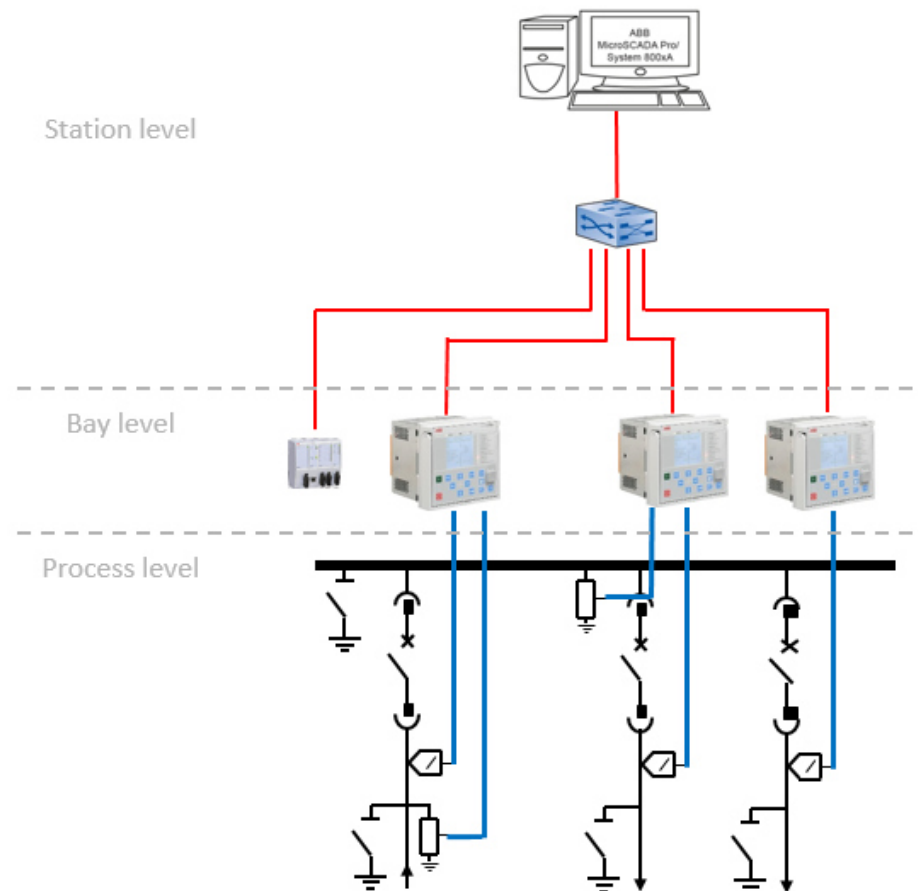 ABB
MicroSCADA Pro/
System 800xA
Station level
Bay level
Process level